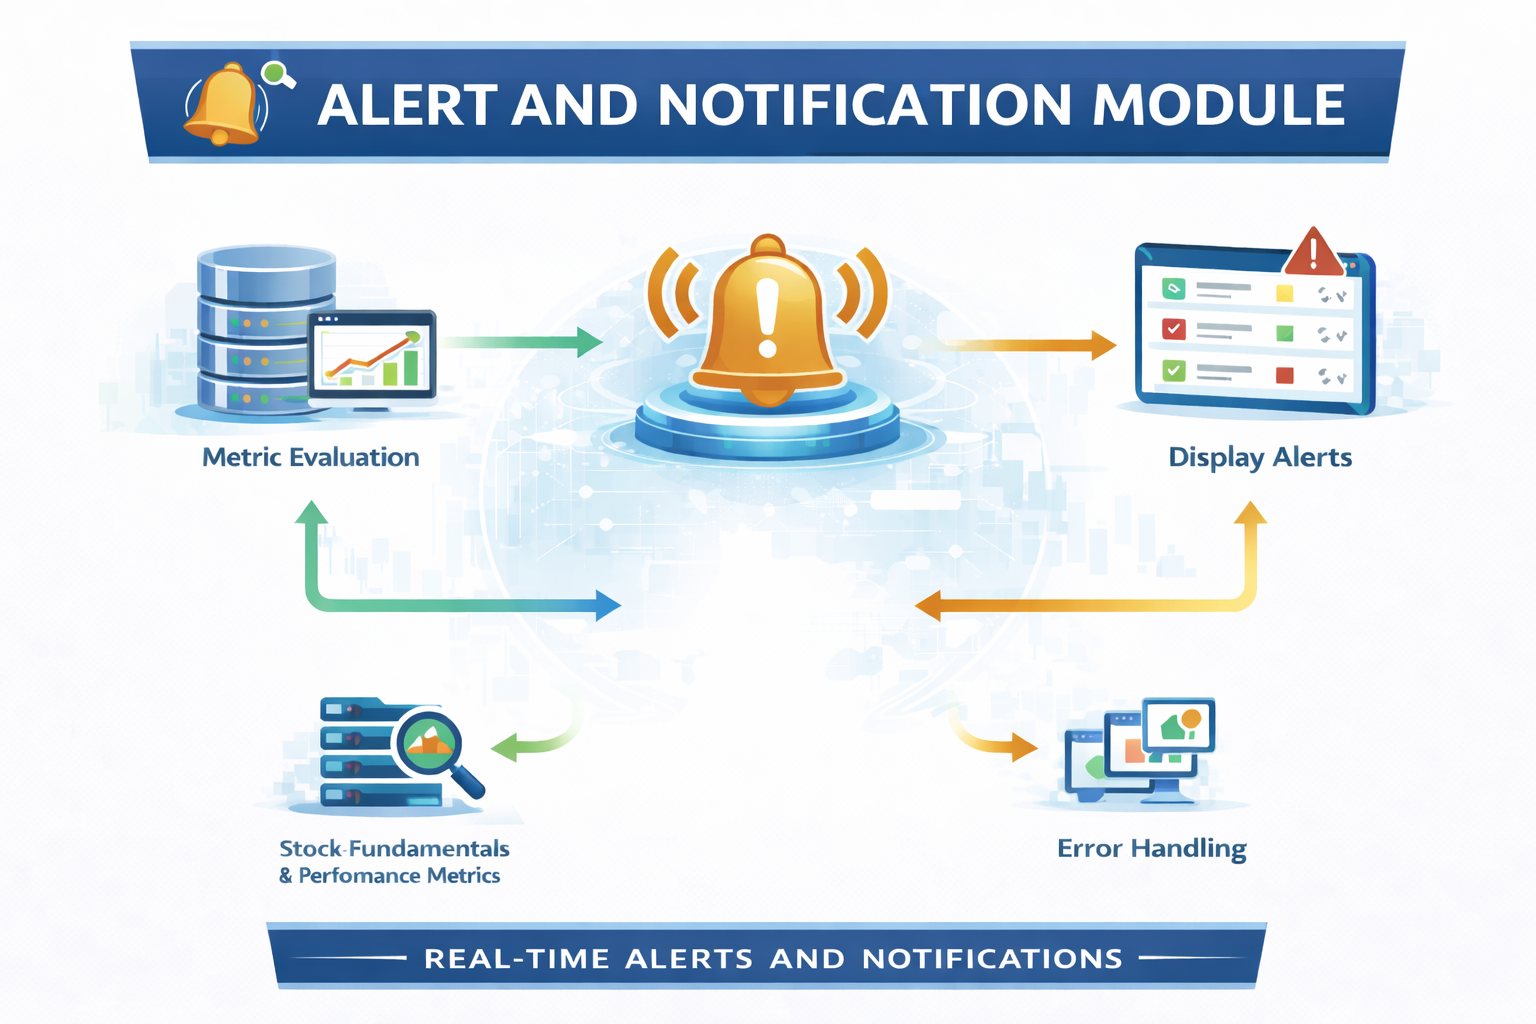 ALERT AND NOTIFICATION MODULE
Metric Evaluation
Display Alerts
Stock-Fundamentals
& Perfomance Metrics
Error Handling
REAL-TIME ALERTS AND NOTIFICATIONS